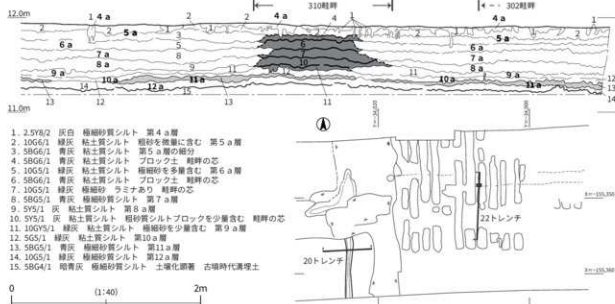 310畦畔 302畦畔
12.0m
11.0m
1. 2.5Y8/2 灰白 極細砂質シルト 第4a層
2. 10G6/1 緑灰 粘土質シルト 粗砂を微量に含む 第5a層
3. 5BG6/1 青灰 粘土質シルト 第5a層の細分
4. 5BG6/1 青灰 粘土質シルト ブロック土 畦畔の芯
5. 10G5/1 緑灰 粘土質シルト 極細砂を多量含む 第6a層
6. 5BG6/1 青灰 粘土質シルト ブロック土 畦畔の芯
7. 10G5/1 緑灰 極細砂 ラミナあり 畦畔の芯
8. 5BG5/1 青灰 極細砂質シルト 第7a層
9. 5Y5/1 灰 粘土質シルト 第8a層
10. 5Y5/1 灰 粘土質シルト 粗砂質シルトブロックを少量含む 畦畔の芯
11. 10GY5/1 緑灰 粘土質シルト 極細砂を少量含む 第9a層
12. 5G5/1 緑灰 粘土質シルト 第10a層
13. 5BG5/1 青灰 極細砂質シルト 第11a層
14. 10G5/1 緑灰 極細砂質シルト 第12a層
15. 5BG4/1 暗青灰 極細砂質シルト 土壌化顕著 古墳時代溝埋土
0 (1:40) 2m
22トレンチ
20トレンチ
X=-155,350
X=-155,360